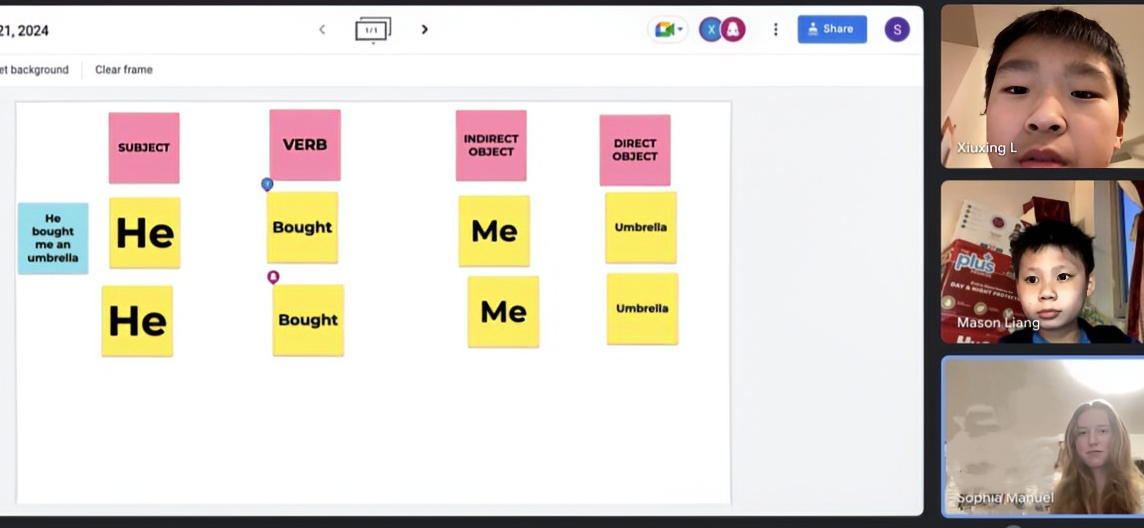 21, 2024
1/1
X
Share
S
et background
Clear frame
SUBJECT
VERB
INDIRECT
OBJECT
DIRECT
OBJECT
He
bought
me an
umbrella
He
Bought
Me
Umbrella
He
Bought
Me
Umbrella
Xiuxing L
plus
DAY & NIGHT PROTECT
Mason Liang
Hug
Sophia Manuel